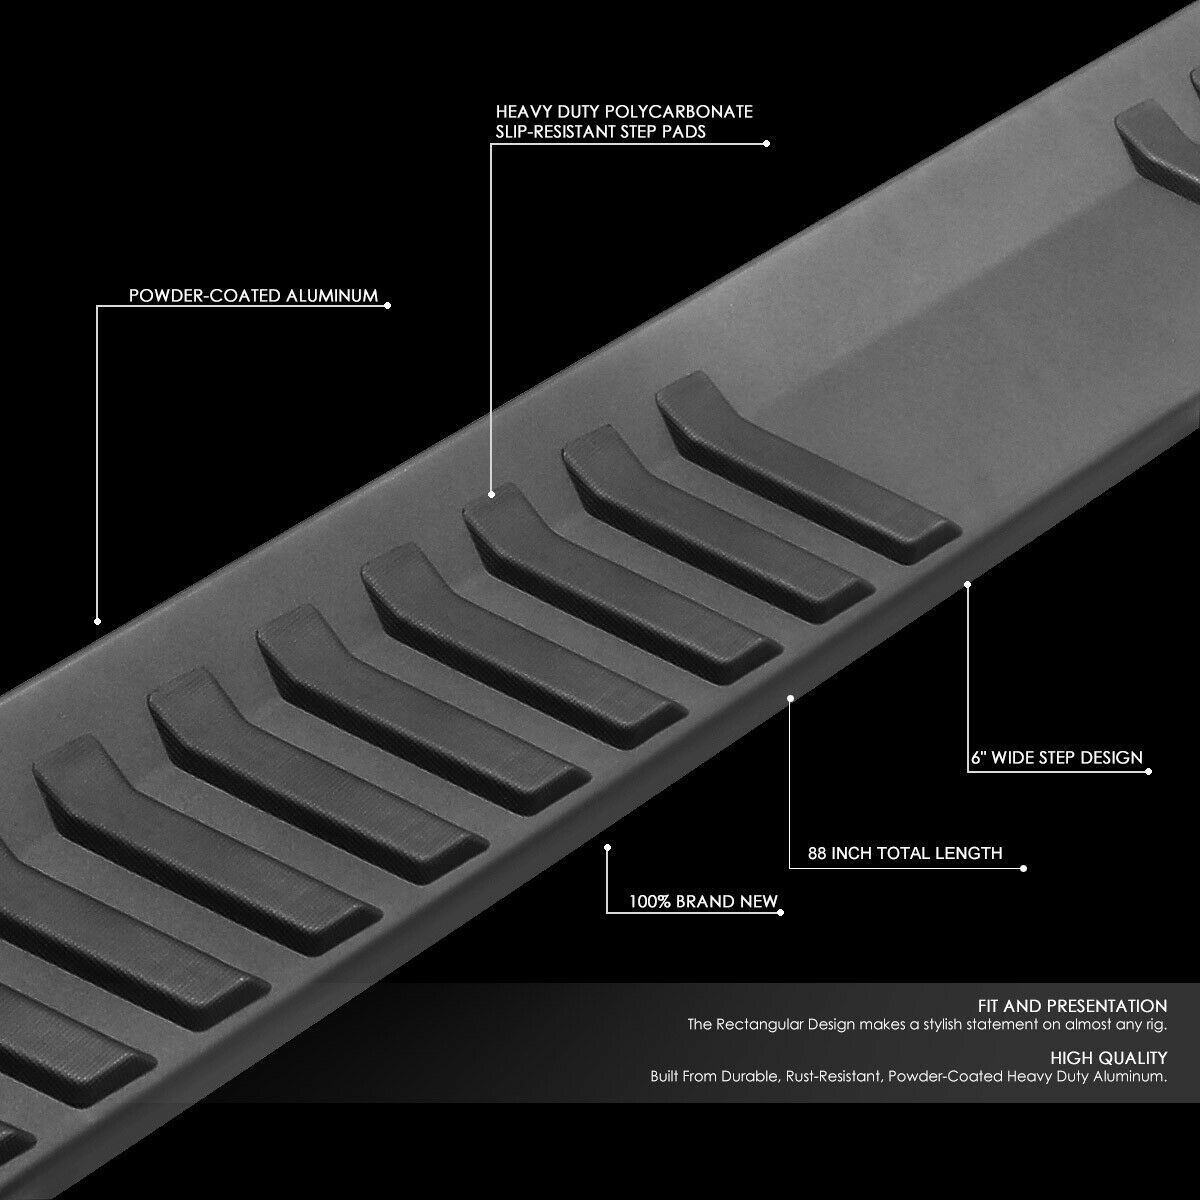 HEAVY DUTY POLYCARBONATE
SLIP-RESISTANT STEP PADS
POWDER-COATED ALUMINUM
6" WIDE STEP DESIGN
88 INCH TOTAL LENGTH
100% BRAND NEW
FIT AND PRESENTATION
The Rectangular Design makes a stylish statement on almost any rig.
HIGH QUALITY
Built From Durable, Rust-Resistant, Powder-Coated Heavy Duty Aluminum.